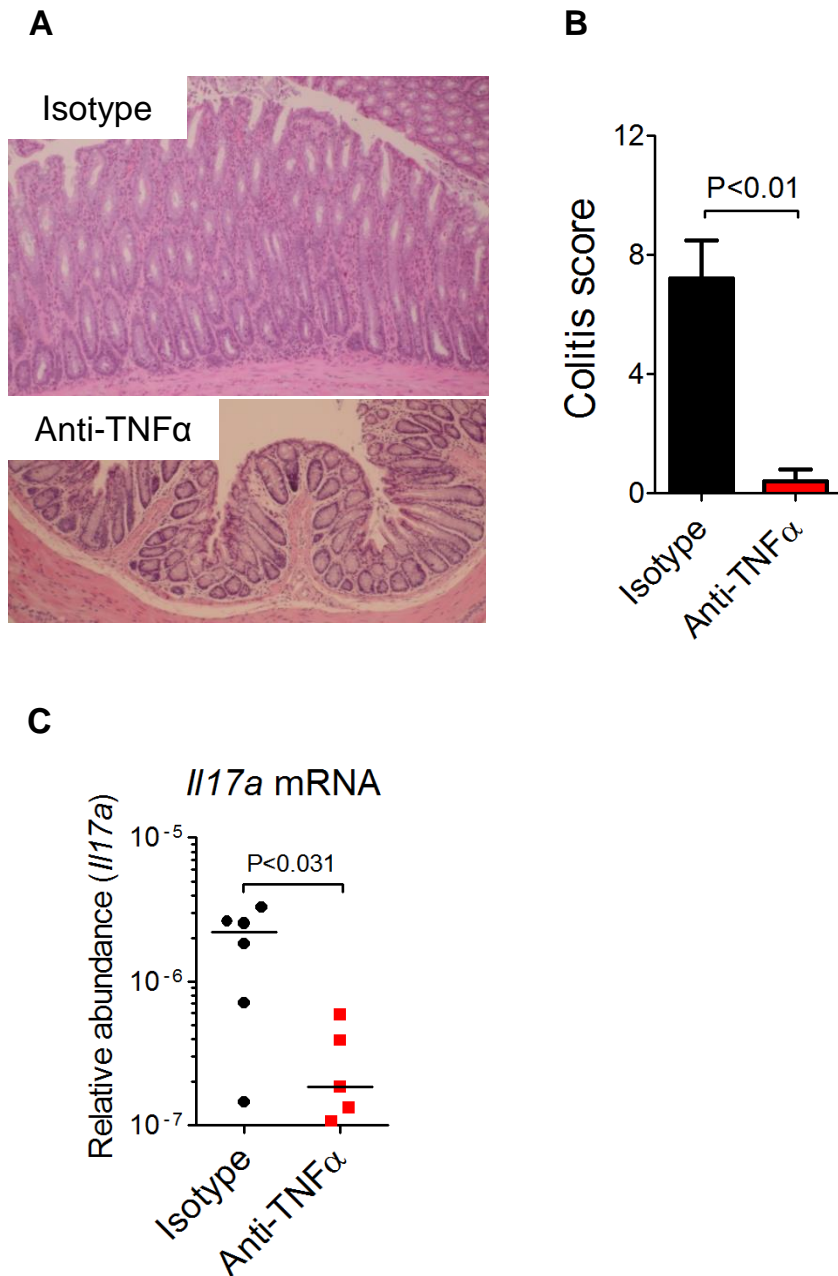 A
Isotype
Anti-TNFα
B
12
8
4
0
Colitis score
P<0.01
Isotype
Anti-TNFα
C
Il17a mRNA
Relative abundance (Il17a)
10-5
10-6
10-7
P<0.031
Isotype
Anti-TNFα